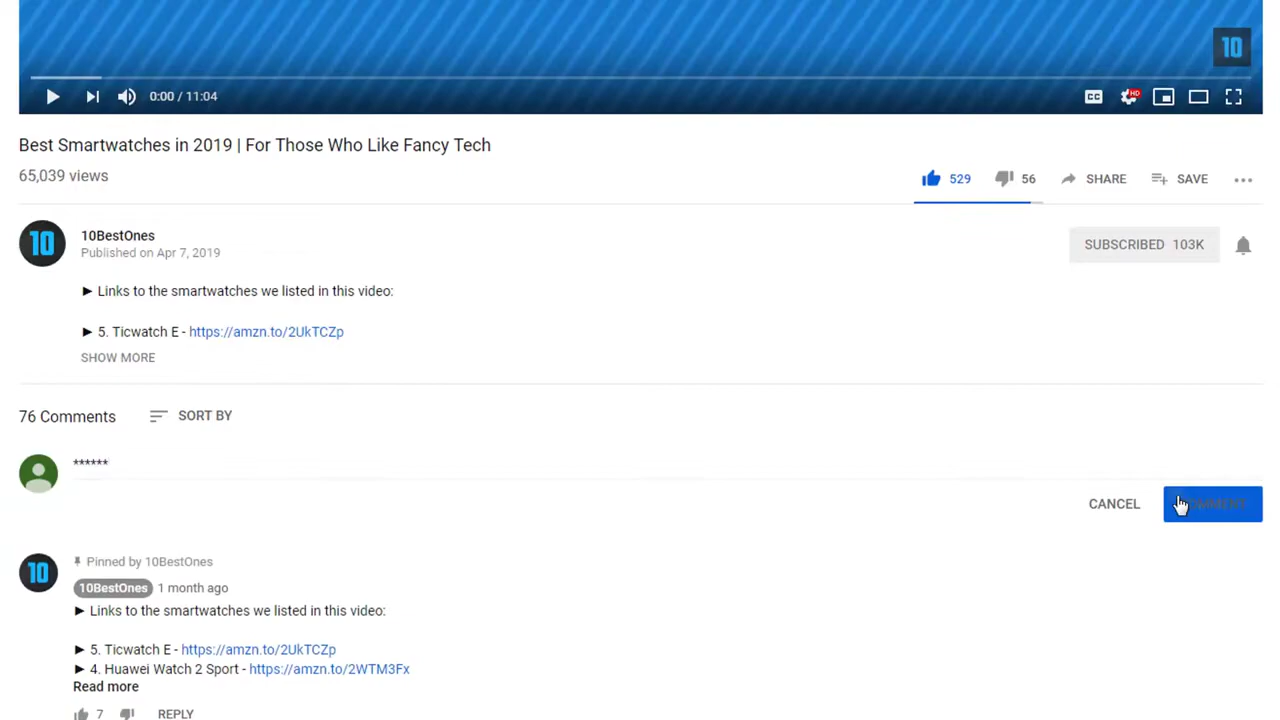 10
0:00 / 11:04
CC
HD
Best Smartwatches in 2019 | For Those Who Like Fancy Tech
65,039 views
529 56 SHARE SAVE
10 10BestOnes
Published on Apr 7, 2019
SUBSCRIBED 103K
► Links to the smartwatches we listed in this video:
► 5. Ticwatch E - https://amzn.to/2UkTCZp
SHOW MORE
76 Comments SORT BY
******
CANCEL COMMENT
Pinned by 10BestOnes
10 10BestOnes 1 month ago
► Links to the smartwatches we listed in this video:
► 5. Ticwatch E - https://amzn.to/2UkTCZp
► 4. Huawei Watch 2 Sport - https://amzn.to/2WTM3Fx
Read more
7 REPLY